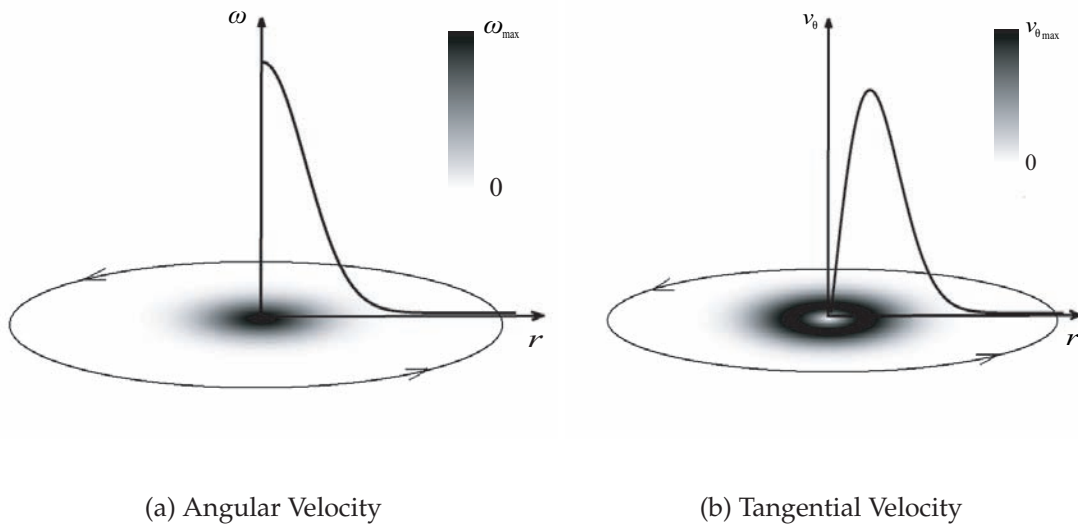 ω
ω_max
0
r
(a) Angular Velocity
v_θ
v_θmax
0
r
(b) Tangential Velocity